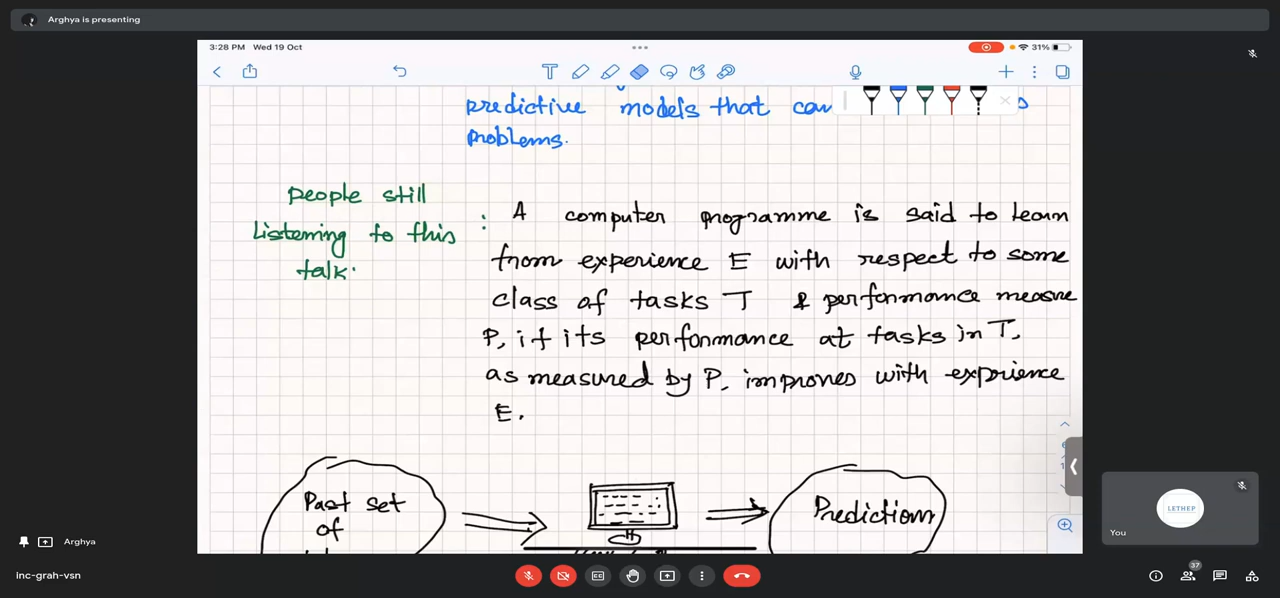 Arghya is presenting
3:28 PM Wed 19 Oct
31%
predictive models that can
problems.
People still
listening to this
talk.
: A computer programme is said to learn
from experience E with respect to some
class of tasks T & performance measure
P, if its performance at tasks in T,
as measured by P, improves with exprience
E.
Past set
of
Prediction
LETHEP
You
Arghya
lnc-grah-vsn
37